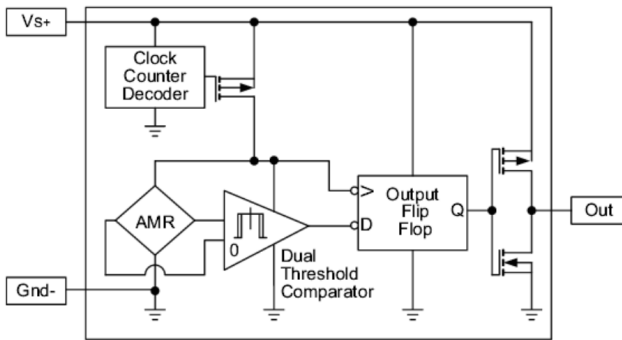 Vs+
Clock
Counter
Decoder
AMR
0
Dual
Threshold
Comparator
>
D
Output
Flip
Flop
Q
Out
Gnd-